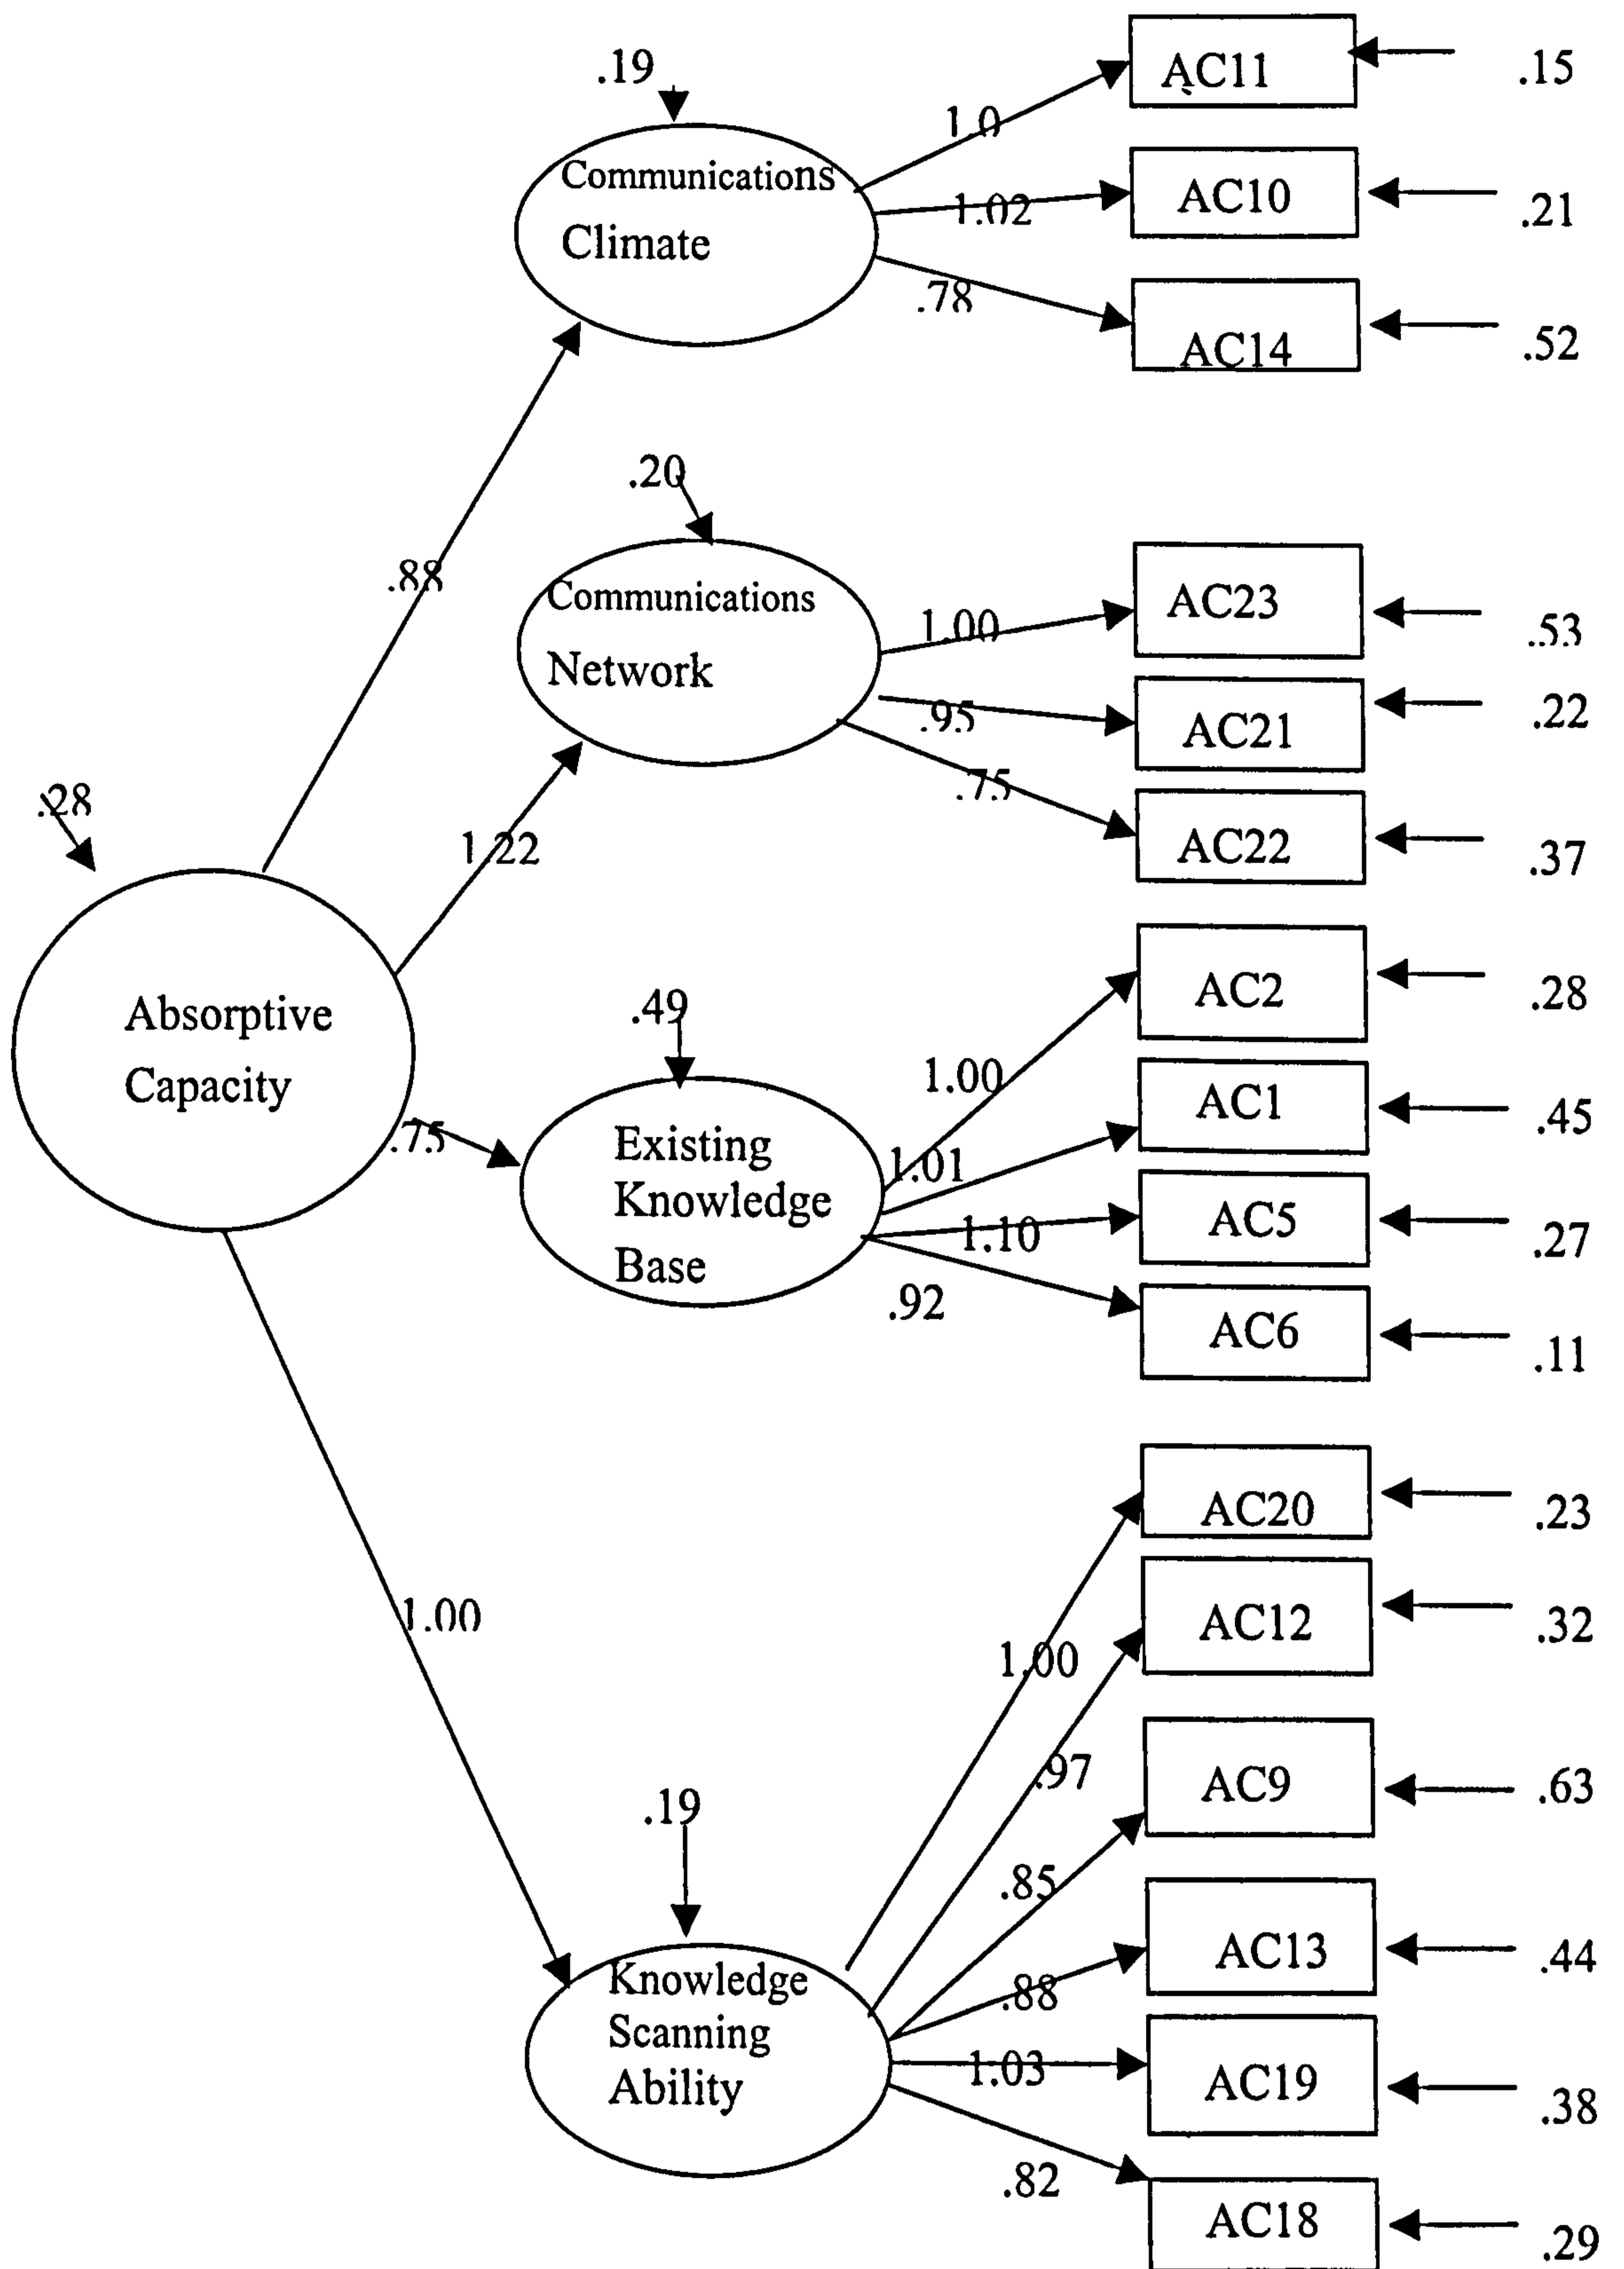 .19
Communications
Climate
1.0
1.02
.78
AC11
.15
AC10
.21
AC14
.52
.20
Communications
Network
.88
1.22
1.00
.95
.75
AC23
.53
AC21
.22
AC22
.37
.28
Absorptive
Capacity
.49
Existing
Knowledge
Base
.75
1.00
1.01
1.10
.92
AC2
.28
AC1
.45
AC5
.27
AC6
.11
1.00
.19
Knowledge
Scanning
Ability
1.00
.97
.85
.88
1.03
.82
AC20
.23
AC12
.32
AC9
.63
AC13
.44
AC19
.38
AC18
.29